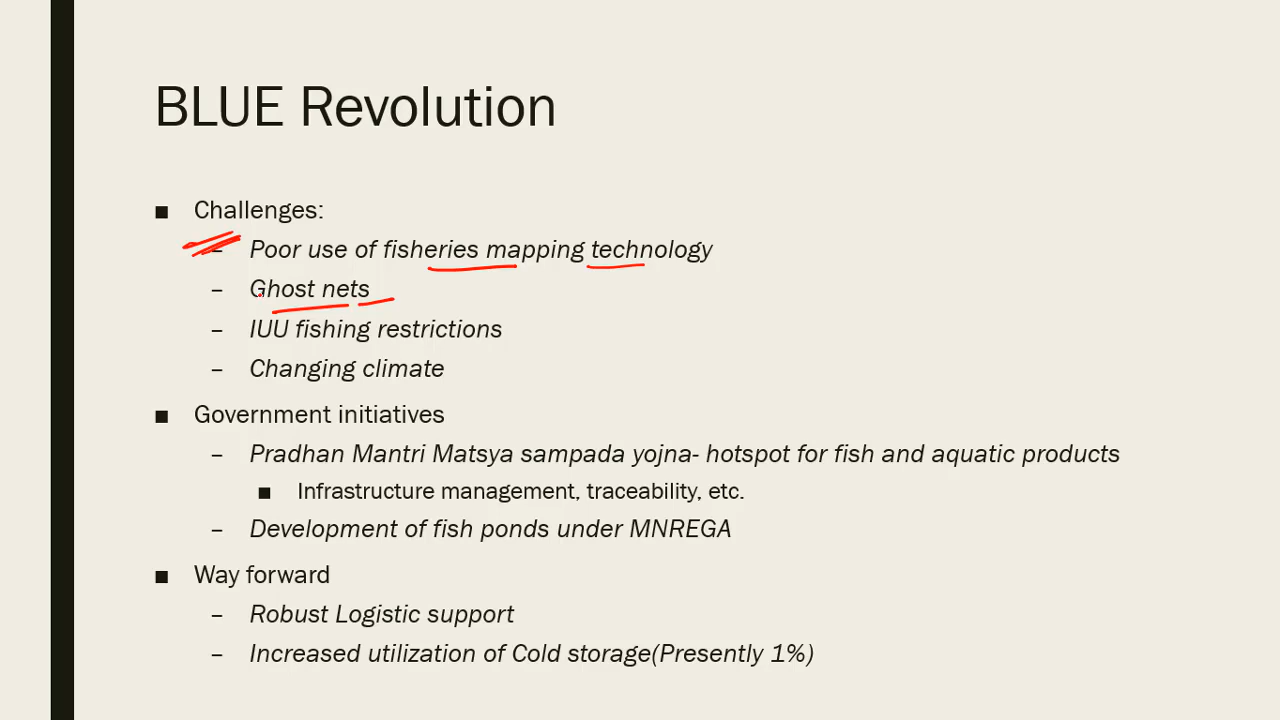 BLUE Revolution
■ Challenges:
– Poor use of fisheries mapping technology
– Ghost nets
– IUU fishing restrictions
– Changing climate
■ Government initiatives
– Pradhan Mantri Matsya sampada yojna- hotspot for fish and aquatic products
■ Infrastructure management, traceability, etc.
– Development of fish ponds under MNREGA
■ Way forward
– Robust Logistic support
– Increased utilization of Cold storage(Presently 1%)